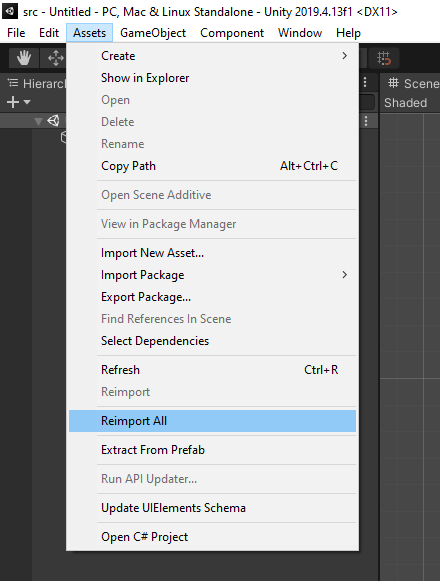 src - Untitled - PC, Mac & Linux Standalone - Unity 2019.4.13f1 <DX11>
File Edit Assets GameObject Component Window Help
Hierarch
Scene
Shaded
Create
Show in Explorer
Open
Delete
Rename
Copy Path Alt+Ctrl+C
Open Scene Additive
View in Package Manager
Import New Asset...
Import Package
Export Package...
Find References In Scene
Select Dependencies
Refresh Ctrl+R
Reimport
Reimport All
Extract From Prefab
Run API Updater...
Update UIElements Schema
Open C# Project